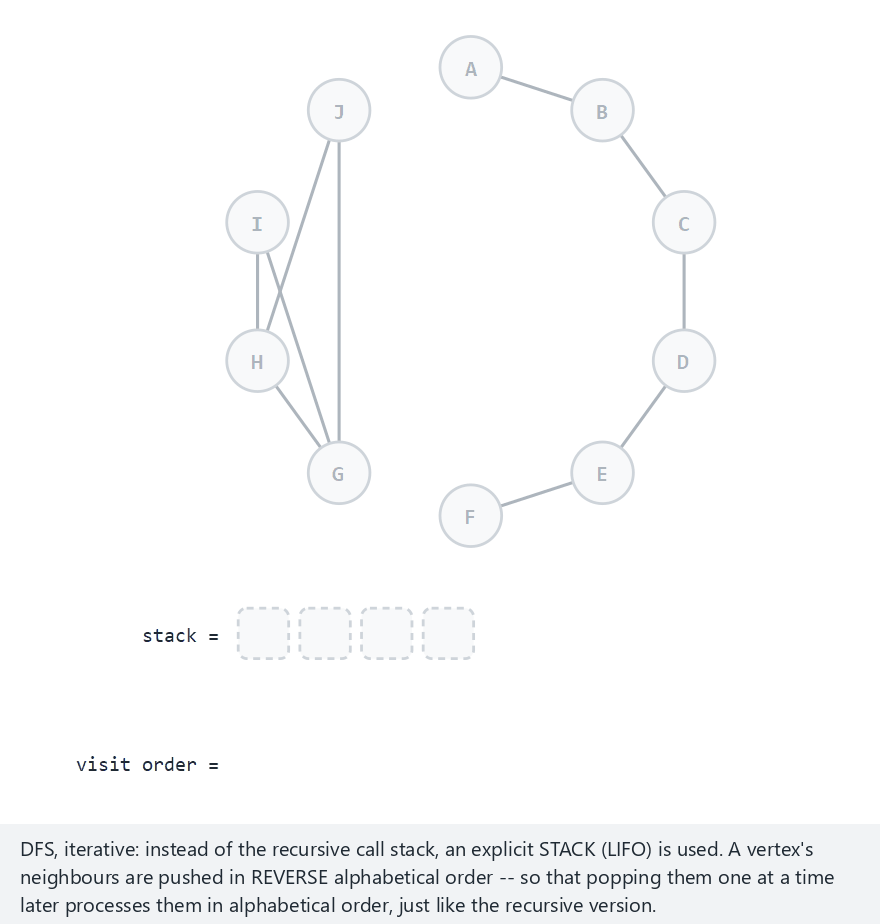 A
J
B
I
C
H
D
G
E
F
stack =
visit order =
DFS, iterative: instead of the recursive call stack, an explicit STACK (LIFO) is used. A vertex's
neighbours are pushed in REVERSE alphabetical order -- so that popping them one at a time
later processes them in alphabetical order, just like the recursive version.